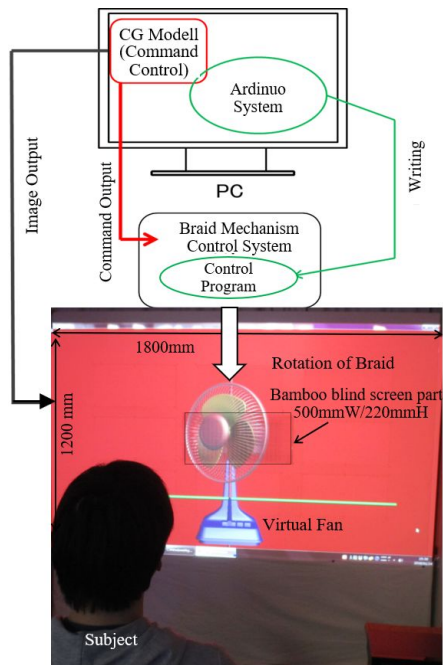 CG Modell
(Command
Control)
Ardinuo
System
PC
Image Output
Command Output
Writing
Braid Mechanism
Control System
Control
Program
1800mm
1200 mm
Rotation of Braid
Bamboo blind screen part
500mmW/220mmH
Virtual Fan
Subject